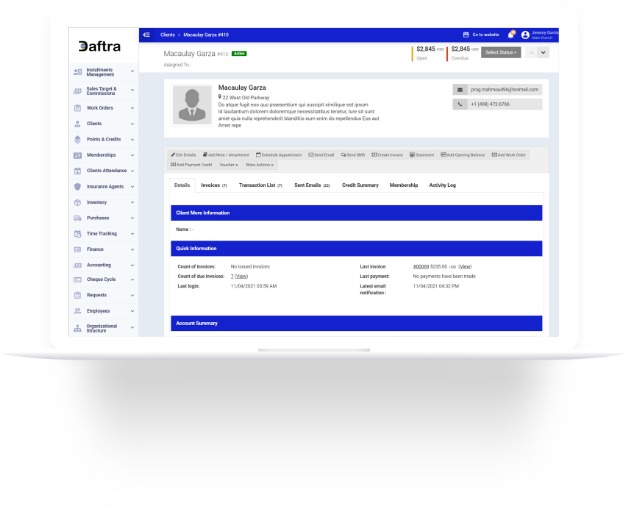 Daftra
Clients > Macaulay Garza #410
Go to website
Jeremy Garcia
Main Branch
Macaulay Garza #410 Active
Assigned To:
$2,845 USD
Open
$2,845 USD
Overdue
Select Status
Installments Management
Sales Target & Commissions
Work Orders
Clients
Points & Credits
Memberships
Clients Attendance
Insurance Agents
Inventory
Purchases
Time Tracking
Finance
Accounting
Cheque Cycle
Requests
Employees
Organizational Structure
Macaulay Garza
22 West Old Parkway
Do atque fugit eos quo praesentium qui suscipit similique est ipsum
id laudantium dolorem doloremque necessitatibus tenetur, iure sit sunt
amet quia nulla reprehenderit blanditiis eum enim do repellendus Eius aut
Amet repe
prog.mahmoud96@hotmail.com
+1 (498) 472-6766
Edit Details Add Note / Attachment Schedule Appointment Send Email Send SMS Create Invoice Statement Add Opening Balance Add Work Order
Add Payment Credit Voucher More Actions
Details Invoices (7) Transaction List (7) Sent Emails Credit Summary Membership Activity Log
Client More Information
Name : -
Quick Information
Count of Invoices: No issued invoices Last invoice: #00009 $235.00 USD (View)
Count of due invoices: 7 (View) Last payment: No payments have been made
Last login: 11/04/2021 03:59 AM Latest email notification : 11/04/2021 04:32 PM
Account Summary